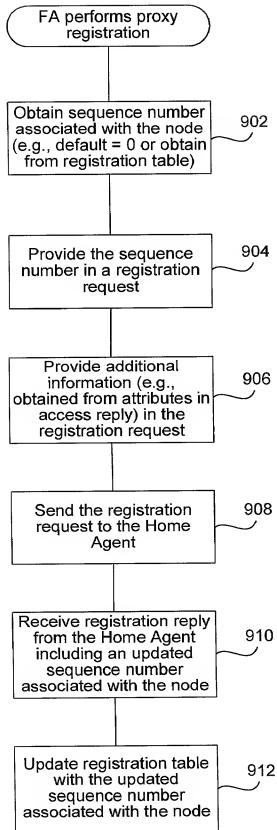 FA performs proxy
registration
Obtain sequence number
associated with the node
(e.g., default = 0 or obtain
from registration table)
902
Provide the sequence
number in a registration
request
904
Provide additional
information (e.g.,
obtained from attributes in
access reply) in the
registration request
906
Send the registration
request to the Home
Agent
908
Receive registration reply
from the Home Agent
including an updated
sequence number
associated with the node
910
Update registration table
with the updated
sequence number
associated with the node
912